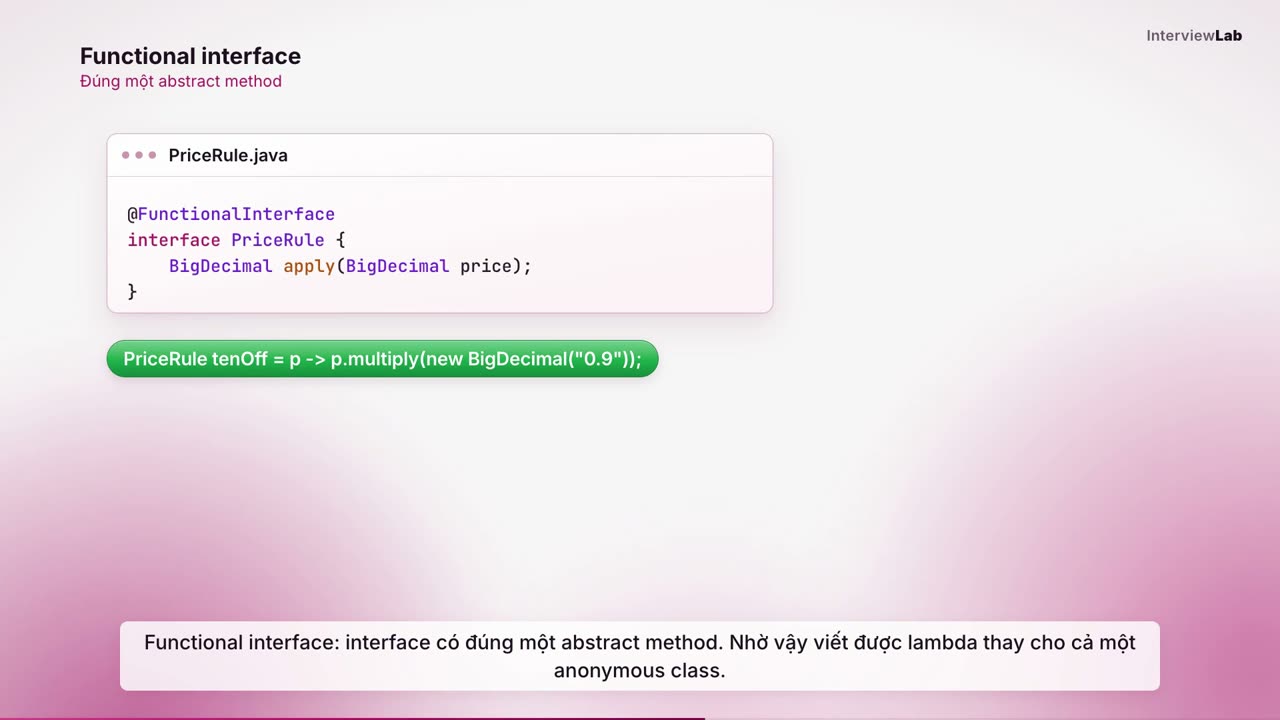 InterviewLab
Functional interface
Đúng một abstract method
PriceRule.java
@FunctionalInterface
interface PriceRule {
    BigDecimal apply(BigDecimal price);
}
PriceRule tenOff = p -> p.multiply(new BigDecimal("0.9"));
Functional interface: interface có đúng một abstract method. Nhờ vậy viết được lambda thay cho cả một
anonymous class.